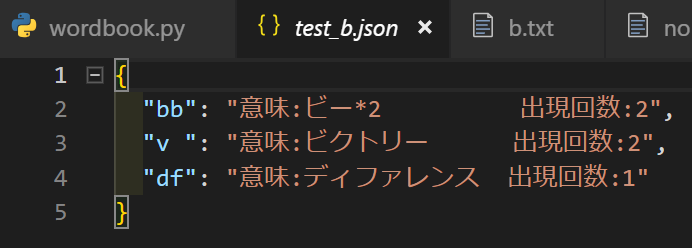 wordbook.py {} test_b.json × b.txt no
1 {
2 "bb": "意味:ビー*2          出現回数:2",
3 "v ": "意味:ビクトリー      出現回数:2",
4 "df": "意味:ディファレンス  出現回数:1"
5 }